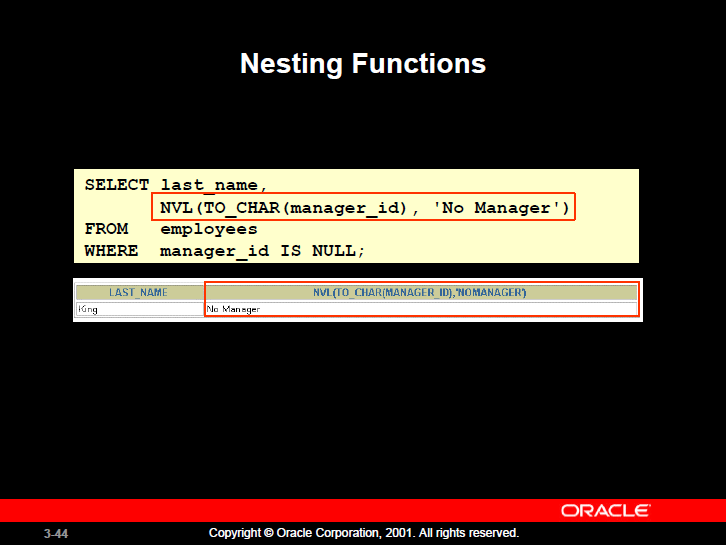 Nesting Functions
SELECT last_name,
NVL(TO_CHAR(manager_id), 'No Manager')
FROM employees
WHERE manager_id IS NULL;
LAST_NAME NVL(TO_CHAR(MANAGER_ID),'NOMANAGER')
King No Manager
ORACLE
3-44 Copyright © Oracle Corporation, 2001. All rights reserved.